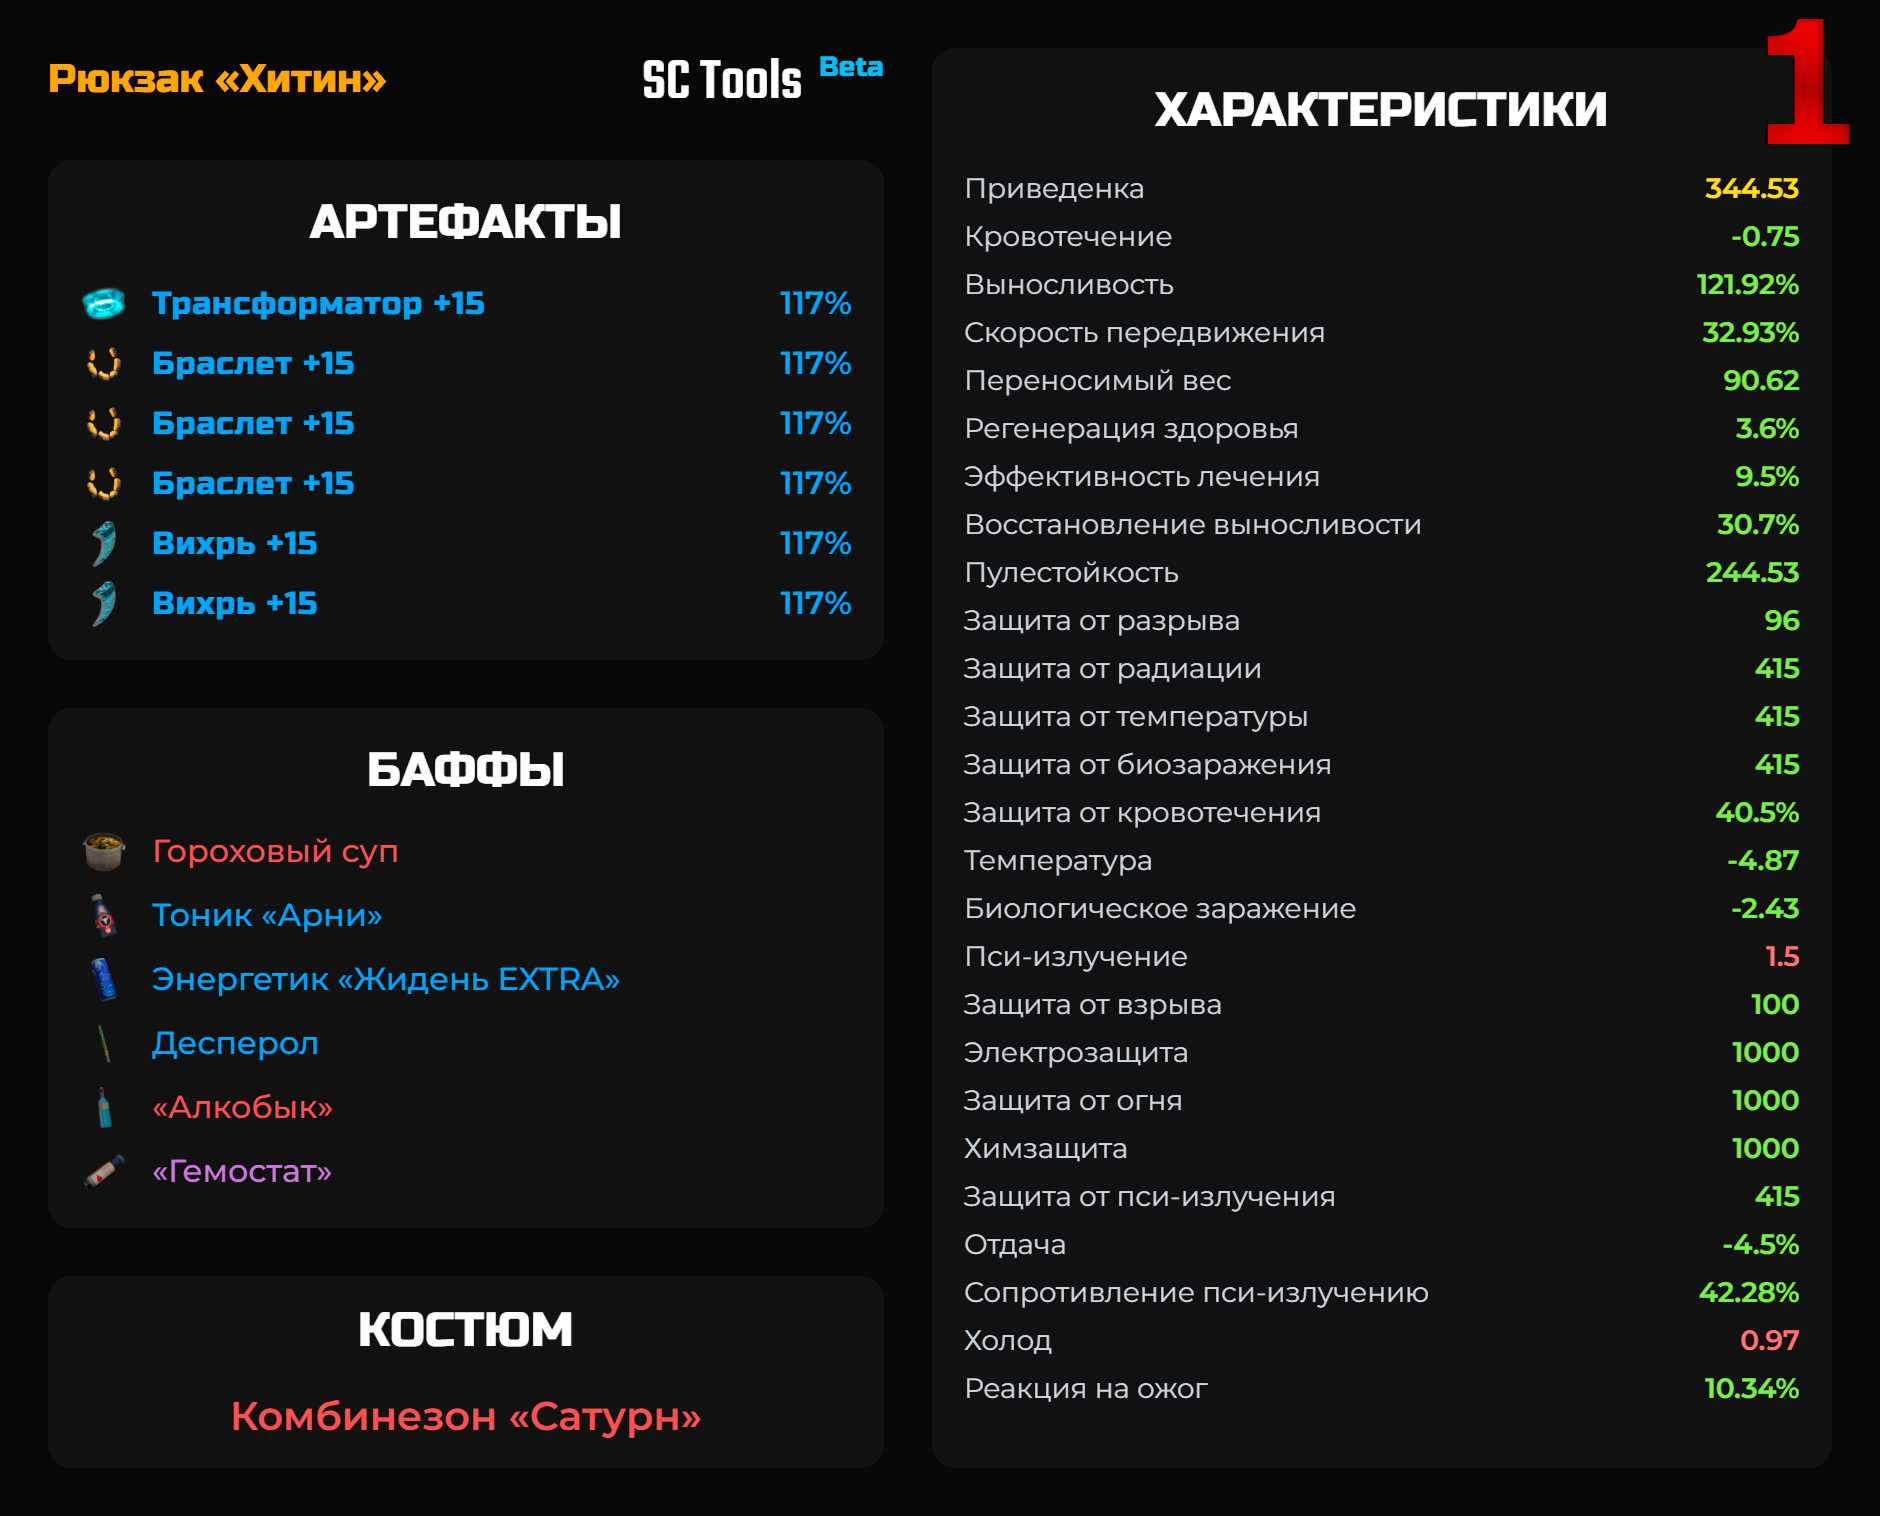 Рюкзак «Хитин»
SC Tools Beta
АРТЕФАКТЫ
Трансформатор +15 117%
Браслет +15 117%
Браслет +15 117%
Браслет +15 117%
Вихрь +15 117%
Вихрь +15 117%
БАФФЫ
Гороховый суп
Тоник «Арни»
Энергетик «Жидень EXTRA»
Десперол
«Алкобык»
«Гемостат»
КОСТЮМ
Комбинезон «Сатурн»
1
ХАРАКТЕРИСТИКИ
Приведенка 344.53
Кровотечение -0.75
Выносливость 121.92%
Скорость передвижения 32.93%
Переносимый вес 90.62
Регенерация здоровья 3.6%
Эффективность лечения 9.5%
Восстановление выносливости 30.7%
Пулестойкость 244.53
Защита от разрыва 96
Защита от радиации 415
Защита от температуры 415
Защита от биозаражения 415
Защита от кровотечения 40.5%
Температура -4.87
Биологическое заражение -2.43
Пси-излучение 1.5
Защита от взрыва 100
Электрозащита 1000
Защита от огня 1000
Химзащита 1000
Защита от пси-излучения 415
Отдача -4.5%
Сопротивление пси-излучению 42.28%
Холод 0.97
Реакция на ожог 10.34%